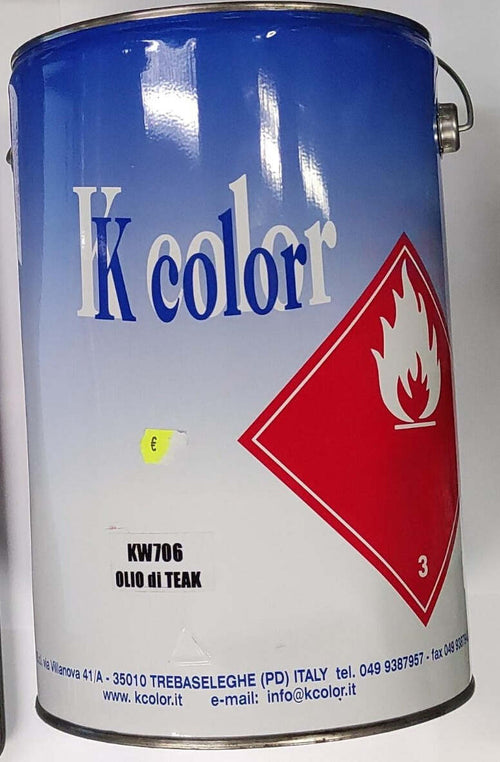 K color
€
KW706
OLIO di TEAK
3
via Villanova 41/A - 35010 TREBASELEGHE (PD) ITALY tel. 049 9387957 - fax 049
www. kcolor.it e-mail: info@kcolor.it